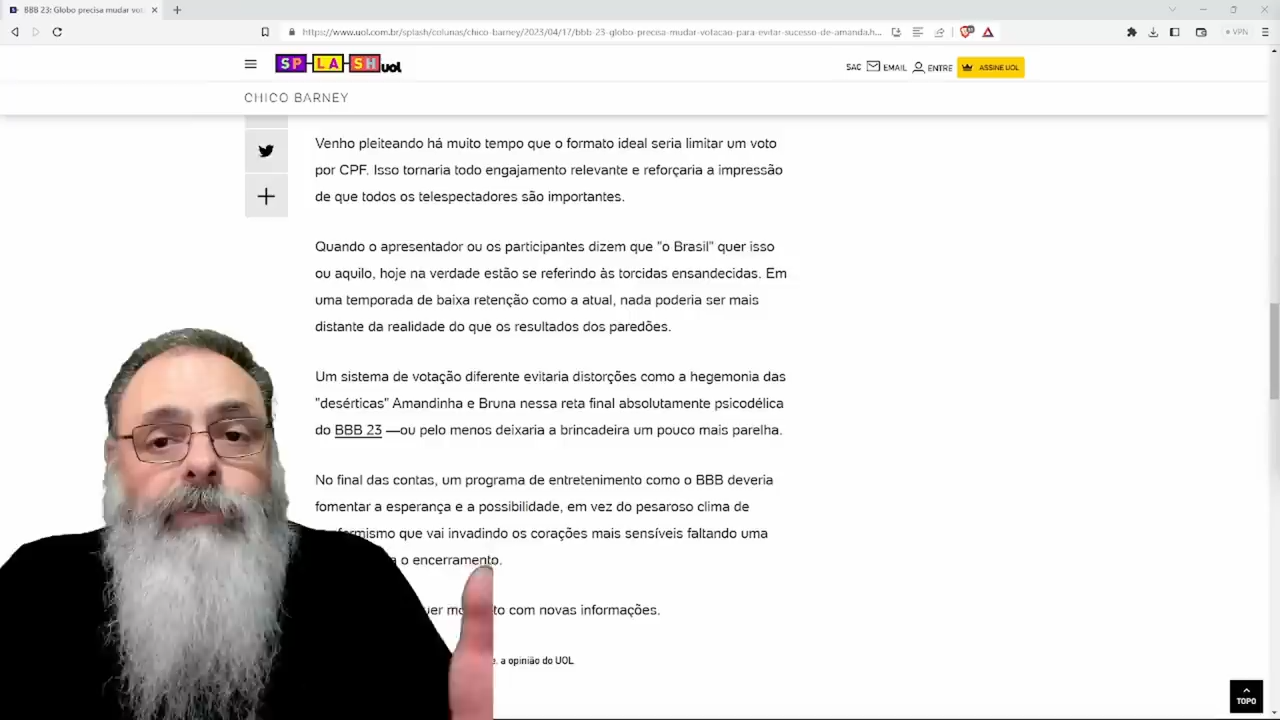 BBB 23: Globo precisa mudar vot
https://www.uol.com.br/splash/colunas/chico-barney/2023/04/17/bbb-23-globo-precisa-mudar-votacao-para-evitar-sucesso-de-amanda.h...
VPN
SPLASH uol
SAC EMAIL ENTRE ASSINE UOL
CHICO BARNEY
Venho pleiteando há muito tempo que o formato ideal seria limitar um voto
por CPF. Isso tornaria todo engajamento relevante e reforçaria a impressão
de que todos os telespectadores são importantes.
Quando o apresentador ou os participantes dizem que "o Brasil" quer isso
ou aquilo, hoje na verdade estão se referindo às torcidas ensandecidas. Em
uma temporada de baixa retenção como a atual, nada poderia ser mais
distante da realidade do que os resultados dos paredões.
Um sistema de votação diferente evitaria distorções como a hegemonia das
"desérticas" Amandinha e Bruna nessa reta final absolutamente psicodélica
do BBB 23 —ou pelo menos deixaria a brincadeira um pouco mais parelha.
No final das contas, um programa de entretenimento como o BBB deveria
fomentar a esperança e a possibilidade, em vez do pesaroso clima de
que vai invadindo os corações mais sensíveis faltando uma
o encerramento.
com novas informações.
a opinião do UOL
TOPO